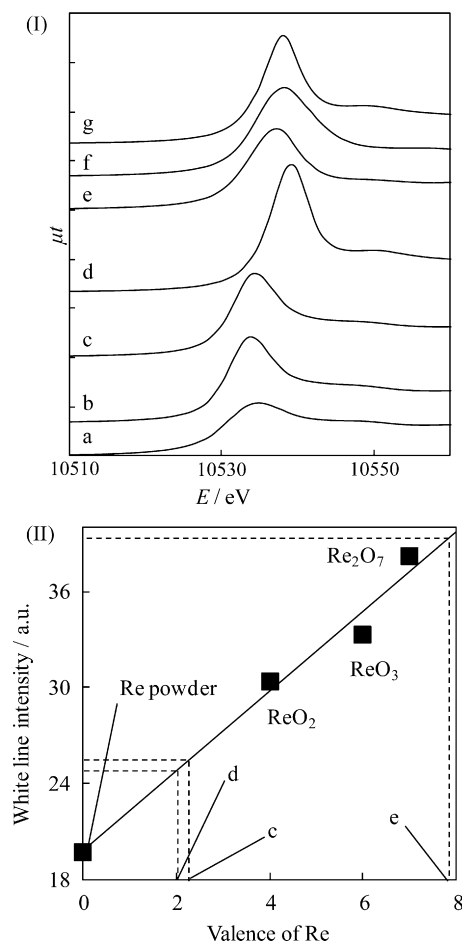 (I)
g
f
e
d
c
b
a
μt
10510 10530 10550
E / eV
(II)
36
30
24
18
White line intensity / a.u.
Re₂O₇
ReO₃
Re powder
ReO₂
d
c
e
0 2 4 6 8
Valence of Re